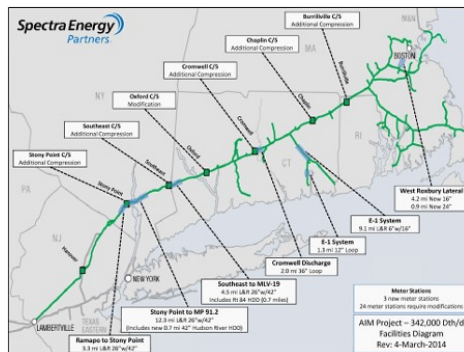 Spectra Energy
Partners
Burrillville C/S
Additional Compression
Chaplin C/S
Additional Compression
Cromwell C/S
Additional Compression
Oxford C/S
Modification
Southeast C/S
Additional Compression
Stony Point C/S
Additional Compression
NY
MA
BOSTON
Burrillville
Chaplin
Cromwell
Oxford
Southeast
Stony Point
Hanover
PA
NJ
CT
RI
NEW YORK
LAMBERTVILLE
TEXAS
EASTERN
West Roxbury Lateral
4.2 mi New 16"
0.9 mi New 24"
E-1 System
9.1 mi L&R 6"w/16"
E-1 System
1.3 mi 12" Loop
Cromwell Discharge
2.0 mi 36" Loop
Southeast to MLV-19
4.5 mi L&R 26"w/42"
(Includes Rt 84 HDD (0.7 miles)
Stony Point to MP 91.2
12.3 mi L&R 26"w/42"
(Includes new 0.7 mi 42" Hudson River HDD)
Ramapo to Stony Point
3.3 mi L&R 26"w/42"
Meter Stations
3 new meter stations
24 meter stations require modifications
AIM Project – 342,000 Dth/d
Facilities Diagram
Rev: 4-March-2014